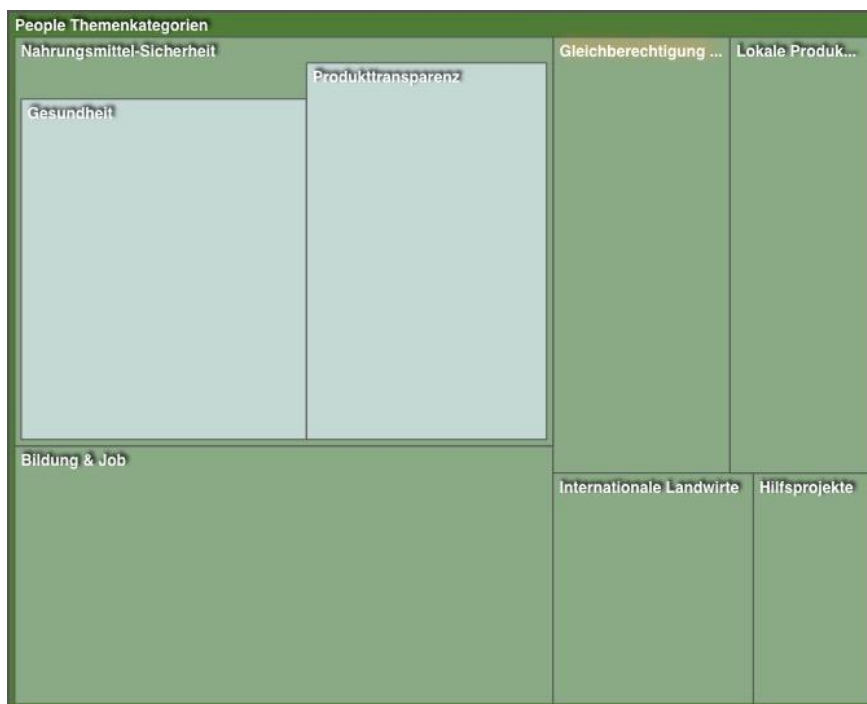 People Themenkategorien
Nahrungsmittel-Sicherheit
Gleichberechtigung ...
Lokale Produk...
Produkttransparenz
Gesundheit
Bildung & Job
Internationale Landwirte
Hilfsprojekte